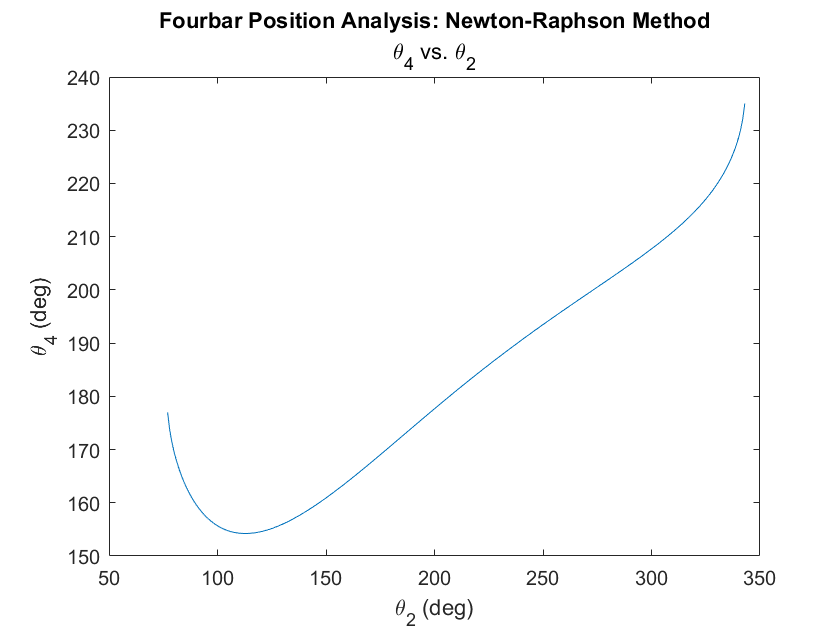 Fourbar Position Analysis: Newton-Raphson Method
θ₄ vs. θ₂
240
230
220
210
200
190
180
170
160
150
θ₄ (deg)
50 100 150 200 250 300 350
θ₂ (deg)